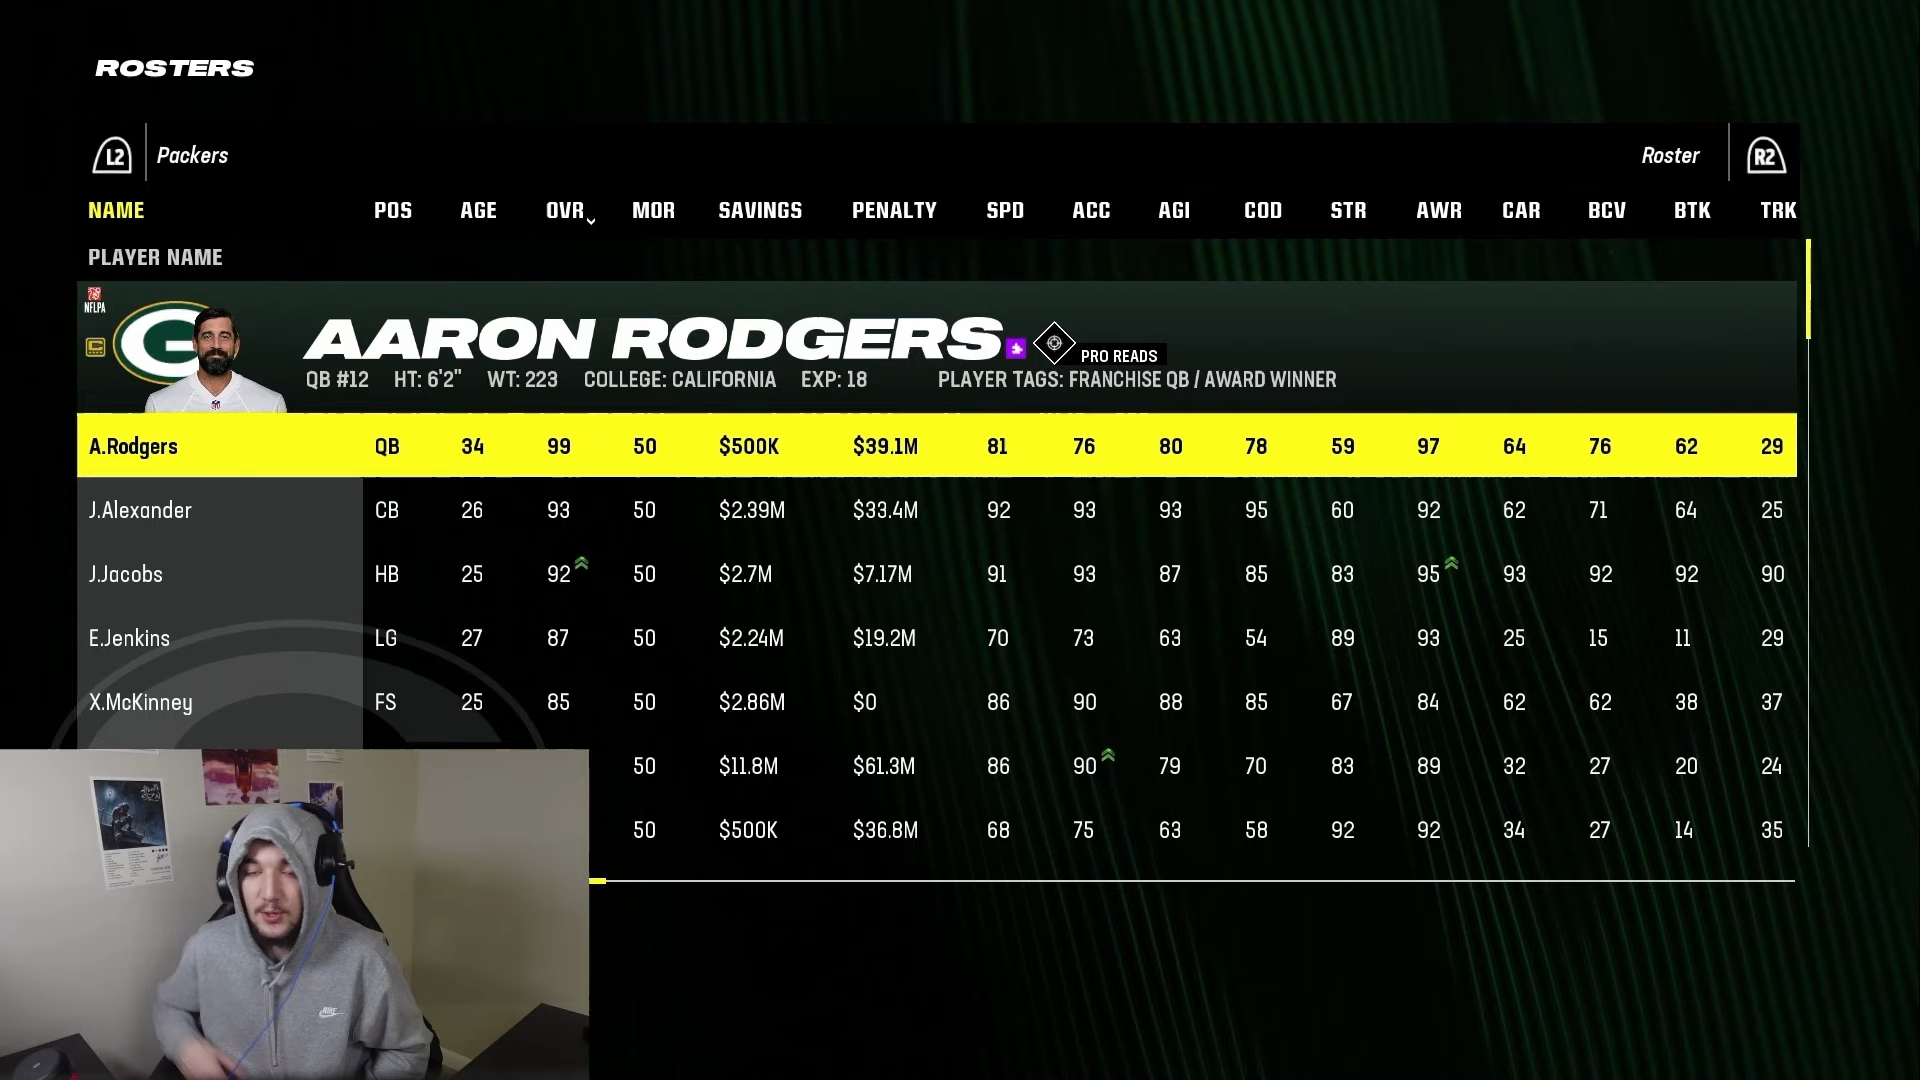 ROSTERS
L2 Packers Roster R2
NAME POS AGE OVR MOR SAVINGS PENALTY SPD ACC AGI COD STR AWR CAR BCV BTK TRK
PLAYER NAME
NFLPA
AARON RODGERS PRO READS
QB #12 HT: 6'2" WT: 223 COLLEGE: CALIFORNIA EXP: 18 PLAYER TAGS: FRANCHISE QB / AWARD WINNER
A.Rodgers QB 34 99 50 $500K $39.1M 81 76 80 78 59 97 64 76 62 29
J.Alexander CB 26 93 50 $2.39M $33.4M 92 93 93 95 60 92 62 71 64 25
J.Jacobs HB 25 92 50 $2.7M $7.17M 91 93 87 85 83 95 93 92 92 90
E.Jenkins LG 27 87 50 $2.24M $19.2M 70 73 63 54 89 93 25 15 11 29
X.McKinney FS 25 85 50 $2.86M $0 86 90 88 85 67 84 62 62 38 37
50 $11.8M $61.3M 86 90 79 70 83 89 32 27 20 24
50 $500K $36.8M 68 75 63 58 92 92 34 27 14 35
NIKE